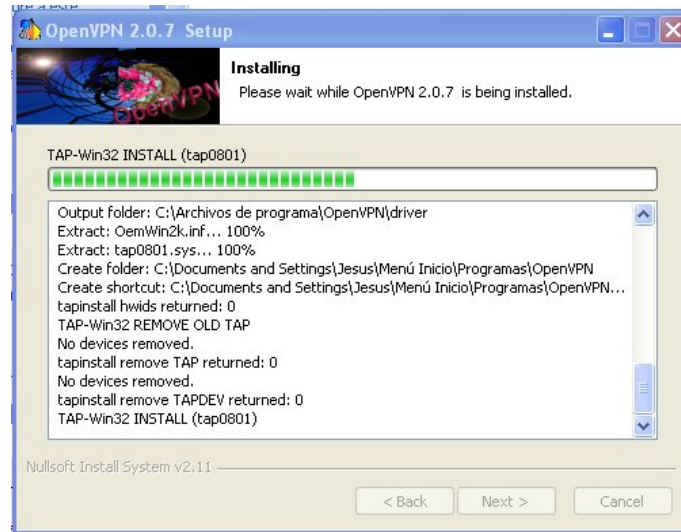 OpenVPN 2.0.7 Setup
OpenVPN
Installing
Please wait while OpenVPN 2.0.7 is being installed.
TAP-Win32 INSTALL (tap0801)
Output folder: C:\Archivos de programa\OpenVPN\driver
Extract: OemWin2k.inf... 100%
Extract: tap0801.sys... 100%
Create folder: C:\Documents and Settings\Jesus\Menú Inicio\Programas\OpenVPN
Create shortcut: C:\Documents and Settings\Jesus\Menú Inicio\Programas\OpenVPN...
tapinstall hwids returned: 0
TAP-Win32 REMOVE OLD TAP
No devices removed.
tapinstall remove TAP returned: 0
No devices removed.
tapinstall remove TAPDEV returned: 0
TAP-Win32 INSTALL (tap0801)
Nullsoft Install System v2.11
< Back
Next >
Cancel